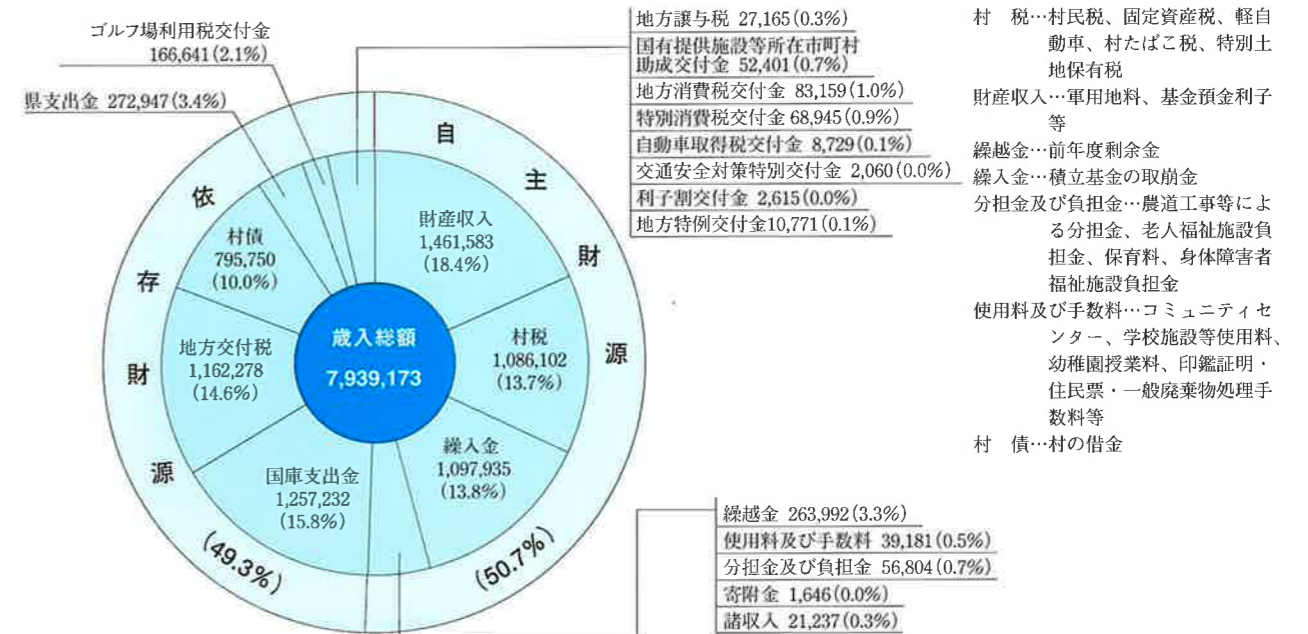 ゴルフ場利用税交付金
166,641(2.1%)
県支出金 272,947(3.4%)
地方譲与税 27,165(0.3%)
国有提供施設等所在市町村
助成交付金 52,401(0.7%)
地方消費税交付金 83,159(1.0%)
特別消費税交付金 68,945(0.9%)
自動車取得税交付金 8,729(0.1%)
交通安全対策特別交付金 2,060(0.0%)
利子割交付金 2,615(0.0%)
地方特例交付金10,771(0.1%)
自主財源
(50.7%)
依存財源
(49.3%)
財産収入
1,461,583
(18.4%)
村税
1,086,102
(13.7%)
繰入金
1,097,935
(13.8%)
国庫支出金
1,257,232
(15.8%)
地方交付税
1,162,278
(14.6%)
村債
795,750
(10.0%)
歳入総額
7,939,173
繰越金 263,992(3.3%)
使用料及び手数料 39,181(0.5%)
分担金及び負担金 56,804(0.7%)
寄附金 1,646(0.0%)
諸収入 21,237(0.3%)
村 税…村民税、固定資産税、軽自
動車、村たばこ税、特別土
地保有税
財産収入…軍用地料、基金預金利子
等
繰越金…前年度剰余金
繰入金…積立基金の取崩金
分担金及び負担金…農道工事等によ
る分担金、老人福祉施設負
担金、保育料、身体障害者
福祉施設負担金
使用料及び手数料…コミュニティセ
ンター、学校施設等使用料、
幼稚園授業料、印鑑証明・
住民票・一般廃棄物処理手
数料等
村 債…村の借金